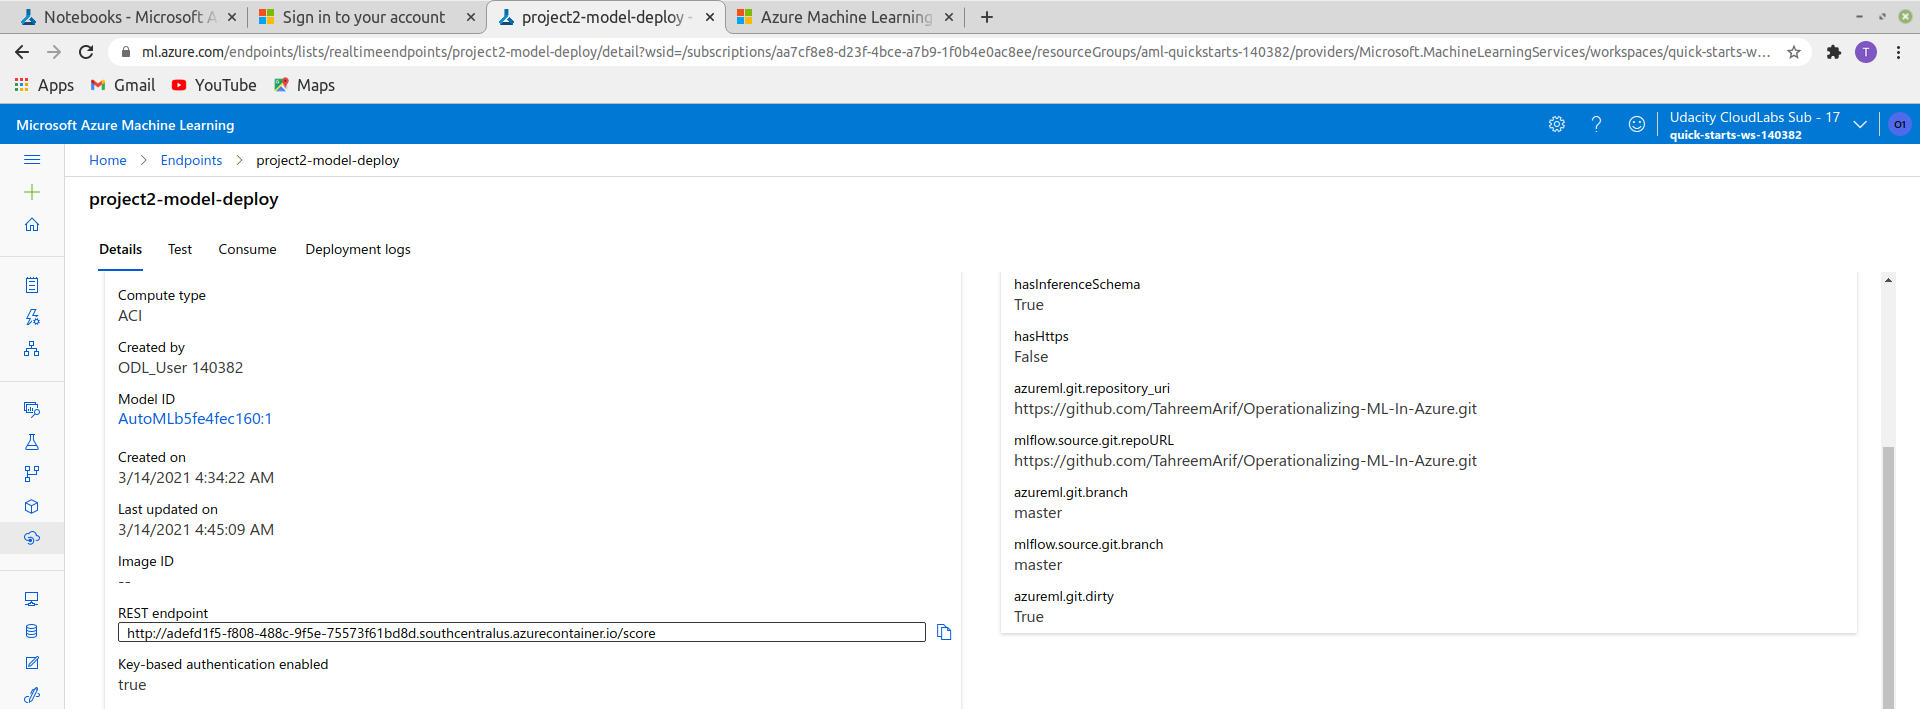 Notebooks - Microsoft A
Sign in to your account
project2-model-deploy -
Azure Machine Learning
ml.azure.com/endpoints/lists/realtimeendpoints/project2-model-deploy/detail?wsid=/subscriptions/aa7cf8e8-d23f-4bce-a7b9-1f0b4e0ac8ee/resourceGroups/aml-quickstarts-140382/providers/Microsoft.MachineLearningServices/workspaces/quick-starts-w...
T
Apps
Gmail
YouTube
Maps
Microsoft Azure Machine Learning
Udacity CloudLabs Sub - 17
quick-starts-ws-140382
O1
Home > Endpoints > project2-model-deploy
project2-model-deploy
Details
Test
Consume
Deployment logs
Compute type
ACI
Created by
ODL_User 140382
Model ID
AutoMLb5fe4fec160:1
Created on
3/14/2021 4:34:22 AM
Last updated on
3/14/2021 4:45:09 AM
Image ID
--
REST endpoint
http://adefd1f5-f808-488c-9f5e-75573f61bd8d.southcentralus.azurecontainer.io/score
Key-based authentication enabled
true
hasInferenceSchema
True
hasHttps
False
azureml.git.repository_uri
https://github.com/TahreemArif/Operationalizing-ML-In-Azure.git
mlflow.source.git.repoURL
https://github.com/TahreemArif/Operationalizing-ML-In-Azure.git
azureml.git.branch
master
mlflow.source.git.branch
master
azureml.git.dirty
True